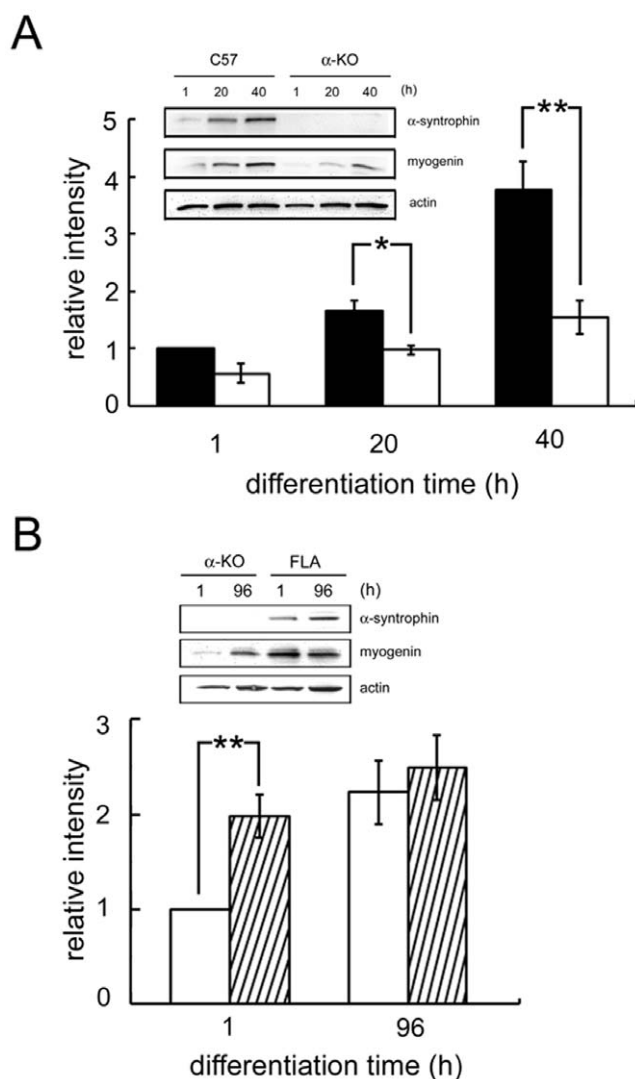 A
C57 α-KO
1 20 40 1 20 40 (h)
α-syntrophin
myogenin
actin
5
4
3
2
1
0
relative intensity
*
**
1 20 40
differentiation time (h)
B
α-KO FLA
1 96 1 96 (h)
α-syntrophin
myogenin
actin
3
2
1
0
relative intensity
**
1 96
differentiation time (h)